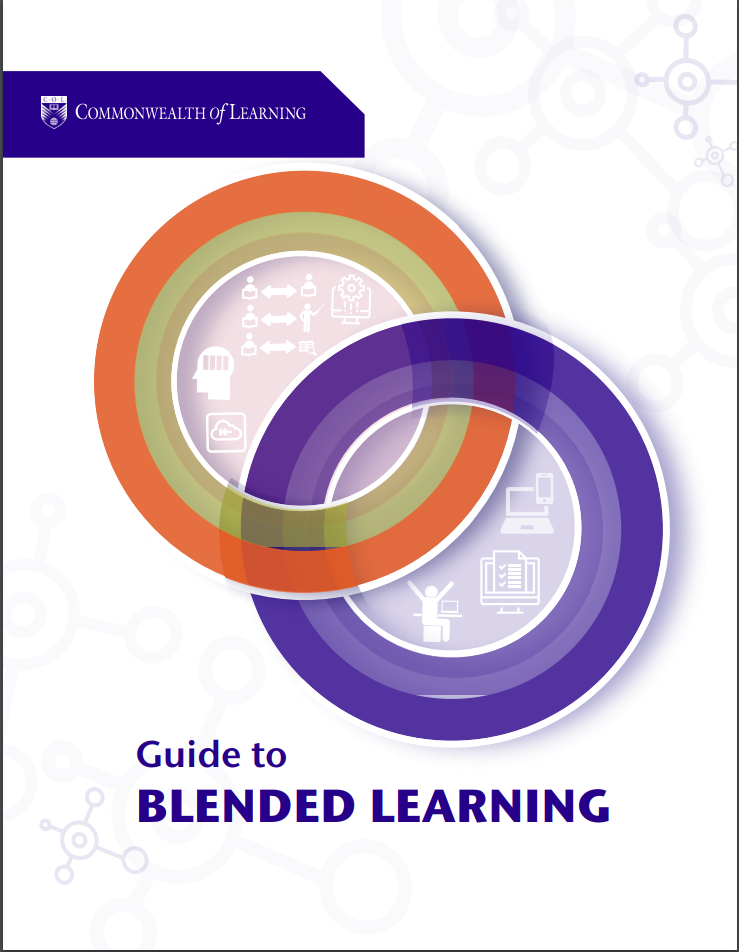 C·O·L
COMMONWEALTH of LEARNING
Guide to
BLENDED LEARNING